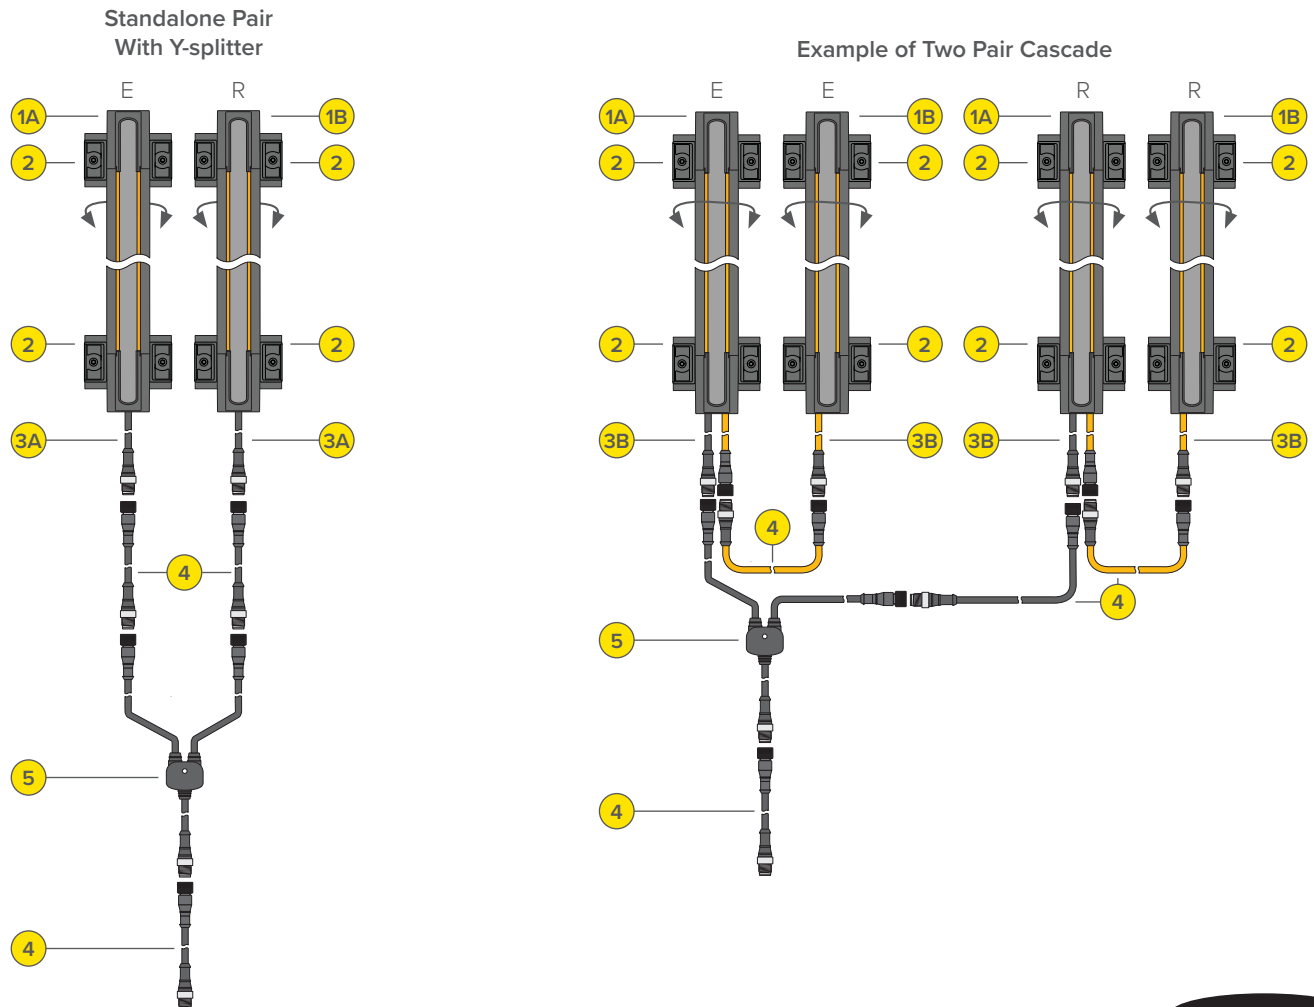 Standalone Pair
With Y-splitter
E R
1A 1B
2 2
2 2
3A 3A
4
5
4
Example of Two Pair Cascade
E E R R
1A 1B 1A 1B
2 2 2 2
2 2 2 2
3B 3B 3B 3B
4
4
5
4